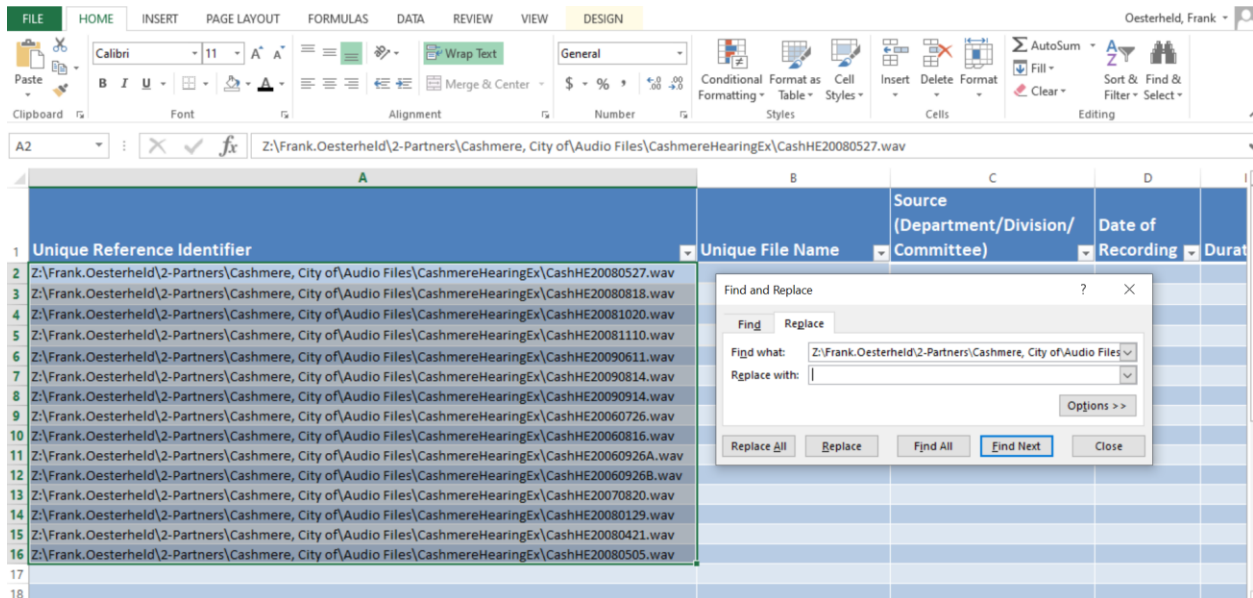 FILE HOME INSERT PAGE LAYOUT FORMULAS DATA REVIEW VIEW DESIGN Oesterheld, Frank
Calibri 11 A A Wrap Text General AutoSum
Fill
Paste B I U A Merge & Center $ % , Conditional Format as Cell Insert Delete Format Clear Sort & Find &
Formatting Table Styles Filter Select
Clipboard Font Alignment Number Styles Cells Editing
A2 fx Z:\Frank.Oesterheld\2-Partners\Cashmere, City of\Audio Files\CashmereHearingEx\CashHE20080527.wav
A B C D
1 Unique Reference Identifier Unique File Name Source (Department/Division/ Committee) Date of Recording Durat
2 Z:\Frank.Oesterheld\2-Partners\Cashmere, City of\Audio Files\CashmereHearingEx\CashHE20080527.wav
3 Z:\Frank.Oesterheld\2-Partners\Cashmere, City of\Audio Files\CashmereHearingEx\CashHE20080818.wav
4 Z:\Frank.Oesterheld\2-Partners\Cashmere, City of\Audio Files\CashmereHearingEx\CashHE20081020.wav
5 Z:\Frank.Oesterheld\2-Partners\Cashmere, City of\Audio Files\CashmereHearingEx\CashHE20081110.wav
6 Z:\Frank.Oesterheld\2-Partners\Cashmere, City of\Audio Files\CashmereHearingEx\CashHE20090611.wav
7 Z:\Frank.Oesterheld\2-Partners\Cashmere, City of\Audio Files\CashmereHearingEx\CashHE20090814.wav
8 Z:\Frank.Oesterheld\2-Partners\Cashmere, City of\Audio Files\CashmereHearingEx\CashHE20090914.wav
9 Z:\Frank.Oesterheld\2-Partners\Cashmere, City of\Audio Files\CashmereHearingEx\CashHE20060726.wav
10 Z:\Frank.Oesterheld\2-Partners\Cashmere, City of\Audio Files\CashmereHearingEx\CashHE20060816.wav
11 Z:\Frank.Oesterheld\2-Partners\Cashmere, City of\Audio Files\CashmereHearingEx\CashHE20060926A.wav
12 Z:\Frank.Oesterheld\2-Partners\Cashmere, City of\Audio Files\CashmereHearingEx\CashHE20060926B.wav
13 Z:\Frank.Oesterheld\2-Partners\Cashmere, City of\Audio Files\CashmereHearingEx\CashHE20070820.wav
14 Z:\Frank.Oesterheld\2-Partners\Cashmere, City of\Audio Files\CashmereHearingEx\CashHE20080129.wav
15 Z:\Frank.Oesterheld\2-Partners\Cashmere, City of\Audio Files\CashmereHearingEx\CashHE20080421.wav
16 Z:\Frank.Oesterheld\2-Partners\Cashmere, City of\Audio Files\CashmereHearingEx\CashHE20080505.wav
17
18
Find and Replace ?
Find Replace
Find what: Z:\Frank.Oesterheld\2-Partners\Cashmere, City of\Audio Files
Replace with:
Options >>
Replace All Replace Find All Find Next Close